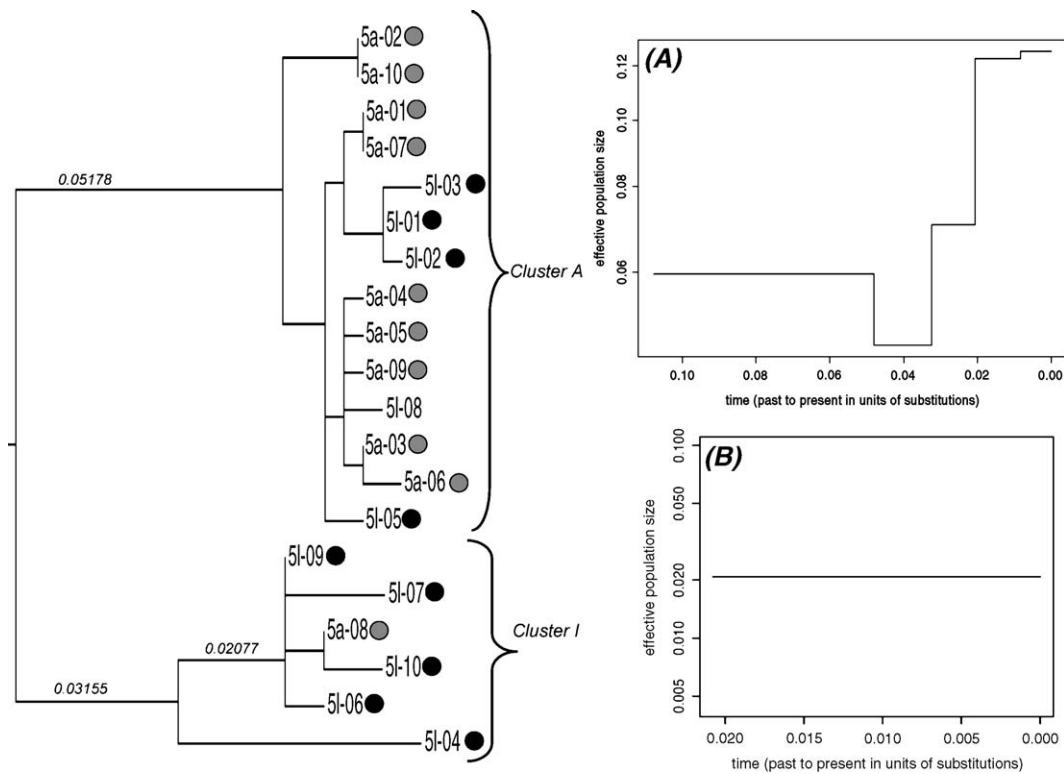 5a-02
5a-10
5a-01
5a-07
0.05178
5l-03
5l-01
5l-02
Cluster A
5a-04
5a-05
5a-09
5l-08
5a-03
5a-06
5l-05
5l-09
5l-07
5a-08
0.02077
Cluster I
5l-10
0.03155
5l-06
5l-04
(A)
effective population size
0.12
0.10
0.08
0.06
0.10 0.08 0.06 0.04 0.02 0.00
time (past to present in units of substitutions)
(B)
effective population size
0.100
0.050
0.020
0.010
0.005
0.020 0.015 0.010 0.005 0.000
time (past to present in units of substitutions)